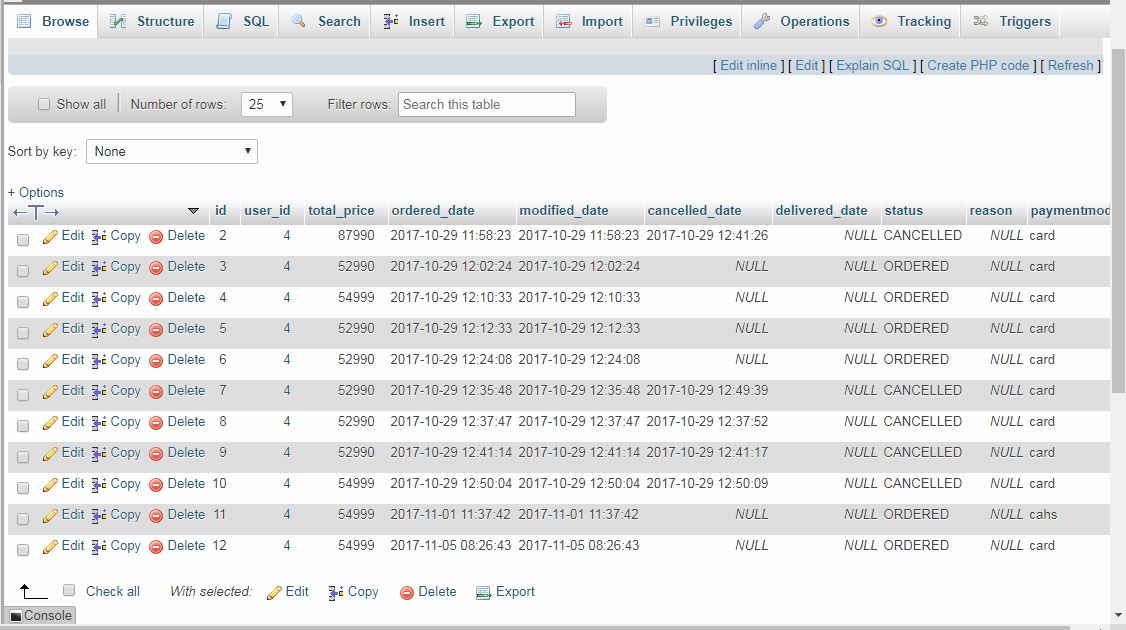 Browse Structure SQL Search Insert Export Import Privileges Operations Tracking Triggers
[ Edit inline ] [ Edit ] [ Explain SQL ] [ Create PHP code ] [ Refresh ]
Show all Number of rows: 25 Filter rows: Search this table
Sort by key: None
+ Options
id user_id total_price ordered_date modified_date cancelled_date delivered_date status reason paymentmod
Edit Copy Delete 2 4 87990 2017-10-29 11:58:23 2017-10-29 11:58:23 2017-10-29 12:41:26 NULL CANCELLED NULL card
Edit Copy Delete 3 4 52990 2017-10-29 12:02:24 2017-10-29 12:02:24 NULL NULL ORDERED NULL card
Edit Copy Delete 4 4 54999 2017-10-29 12:10:33 2017-10-29 12:10:33 NULL NULL ORDERED NULL card
Edit Copy Delete 5 4 52990 2017-10-29 12:12:33 2017-10-29 12:12:33 NULL NULL ORDERED NULL card
Edit Copy Delete 6 4 52990 2017-10-29 12:24:08 2017-10-29 12:24:08 NULL NULL ORDERED NULL card
Edit Copy Delete 7 4 52990 2017-10-29 12:35:48 2017-10-29 12:35:48 2017-10-29 12:49:39 NULL CANCELLED NULL card
Edit Copy Delete 8 4 52990 2017-10-29 12:37:47 2017-10-29 12:37:47 2017-10-29 12:37:52 NULL CANCELLED NULL card
Edit Copy Delete 9 4 52990 2017-10-29 12:41:14 2017-10-29 12:41:14 2017-10-29 12:41:17 NULL CANCELLED NULL card
Edit Copy Delete 10 4 54999 2017-10-29 12:50:04 2017-10-29 12:50:04 2017-10-29 12:50:09 NULL CANCELLED NULL card
Edit Copy Delete 11 4 54999 2017-11-01 11:37:42 2017-11-01 11:37:42 NULL NULL ORDERED NULL cahs
Edit Copy Delete 12 4 54999 2017-11-05 08:26:43 2017-11-05 08:26:43 NULL NULL ORDERED NULL card
Check all With selected: Edit Copy Delete Export
Console